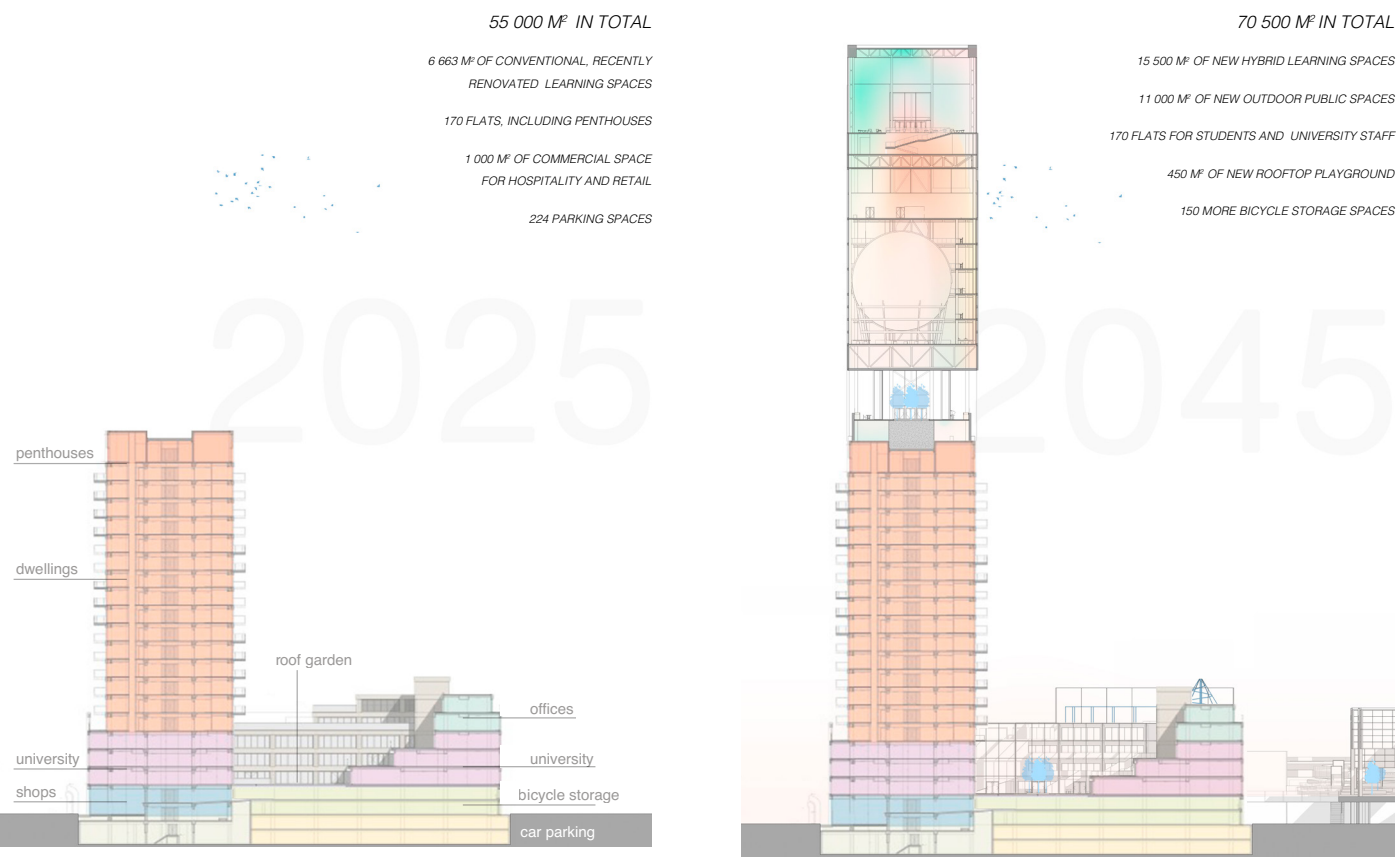 55 000 M² IN TOTAL
6 663 M² OF CONVENTIONAL, RECENTLY
RENOVATED LEARNING SPACES
170 FLATS, INCLUDING PENTHOUSES
1 000 M² OF COMMERCIAL SPACE
FOR HOSPITALITY AND RETAIL
224 PARKING SPACES
2025
penthouses
dwellings
roof garden
offices
university
university
shops
bicycle storage
car parking
70 500 M² IN TOTAL
15 500 M² OF NEW HYBRID LEARNING SPACES
11 000 M² OF NEW OUTDOOR PUBLIC SPACES
170 FLATS FOR STUDENTS AND UNIVERSITY STAFF
450 M² OF NEW ROOFTOP PLAYGROUND
150 MORE BICYCLE STORAGE SPACES
2045